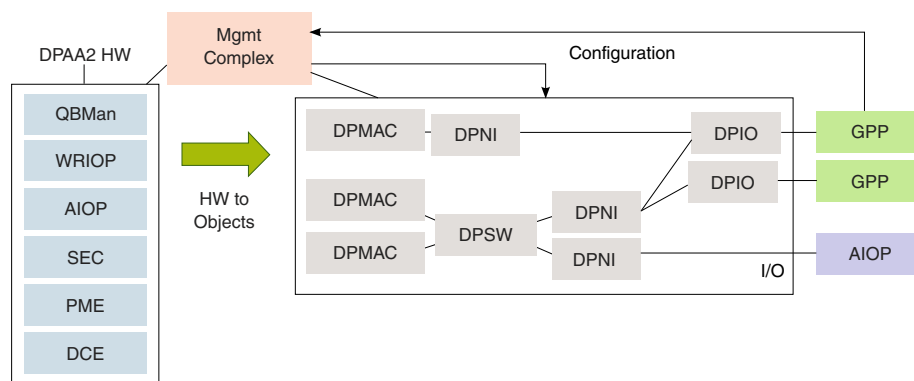 Mgmt
Complex
DPAA2 HW
Configuration
QBMan
WRIOP
AIOP
SEC
PME
DCE
HW to
Objects
DPMAC
DPNI
DPIO
GPP
DPIO
GPP
DPMAC
DPNI
DPSW
DPMAC
DPNI
AIOP
I/O